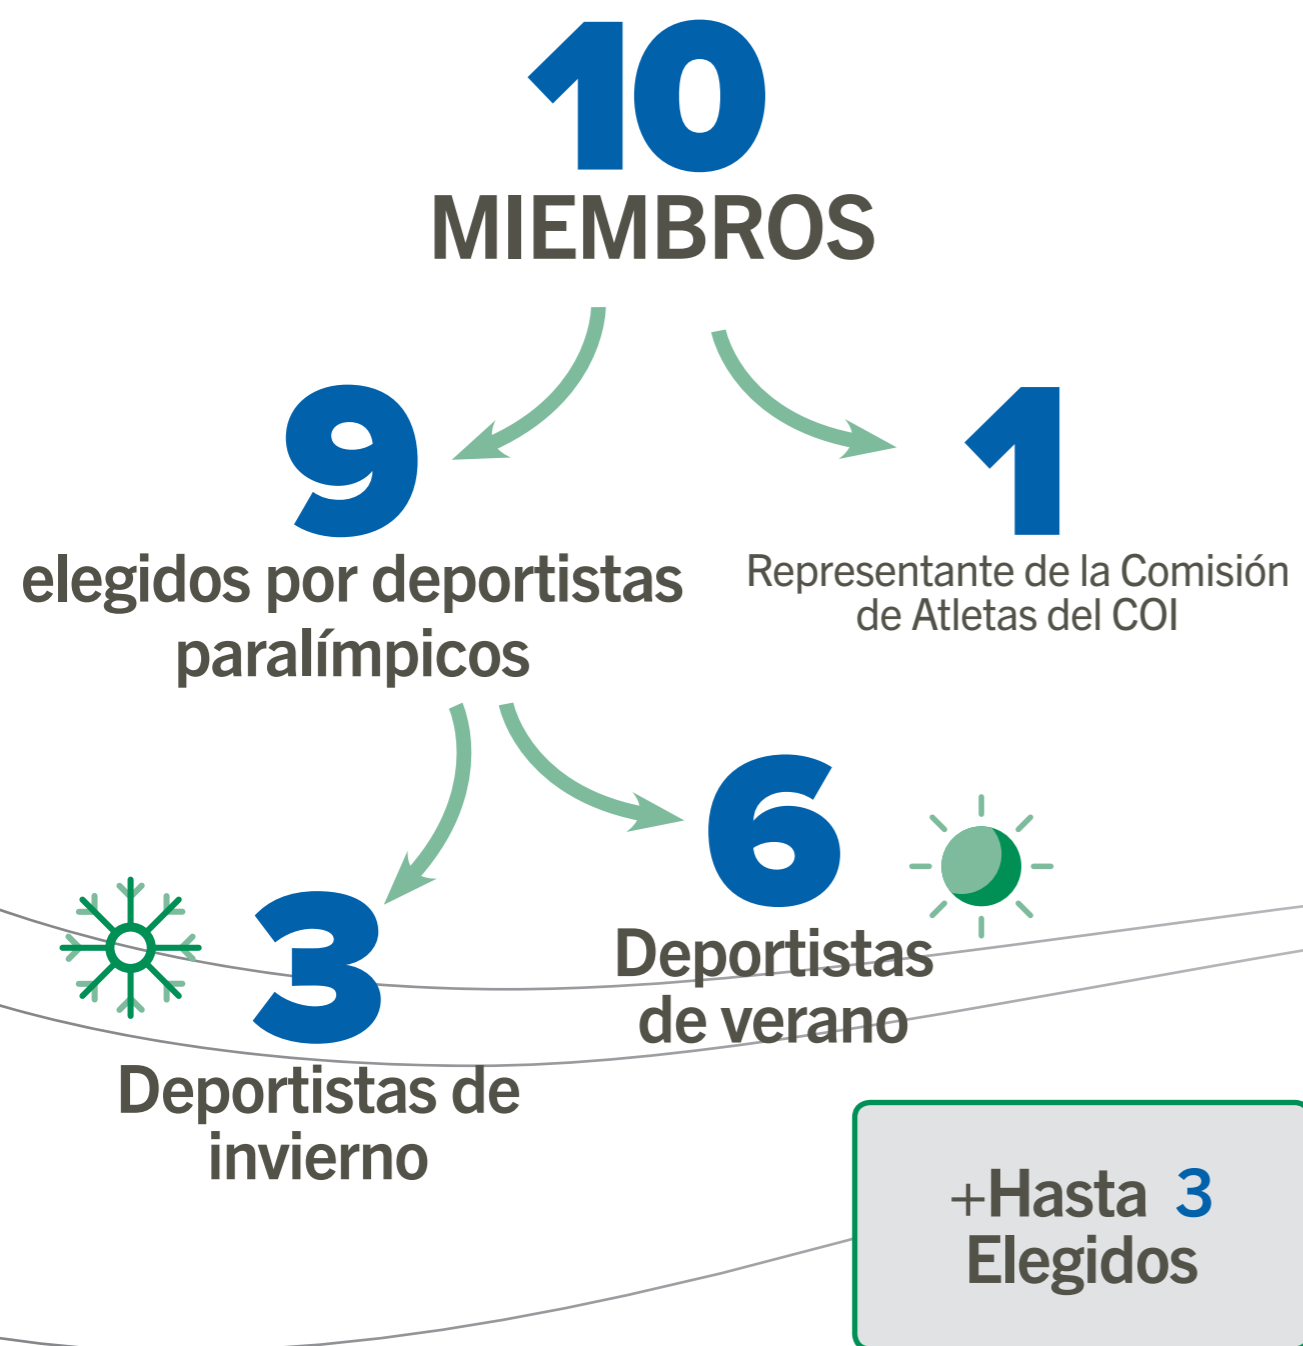 10
MIEMBROS
9
elegidos por deportistas
paralímpicos
1
Representante de la Comisión
de Atletas del COI
3
Deportistas de
invierno
6
Deportistas
de verano
+Hasta 3
Elegidos